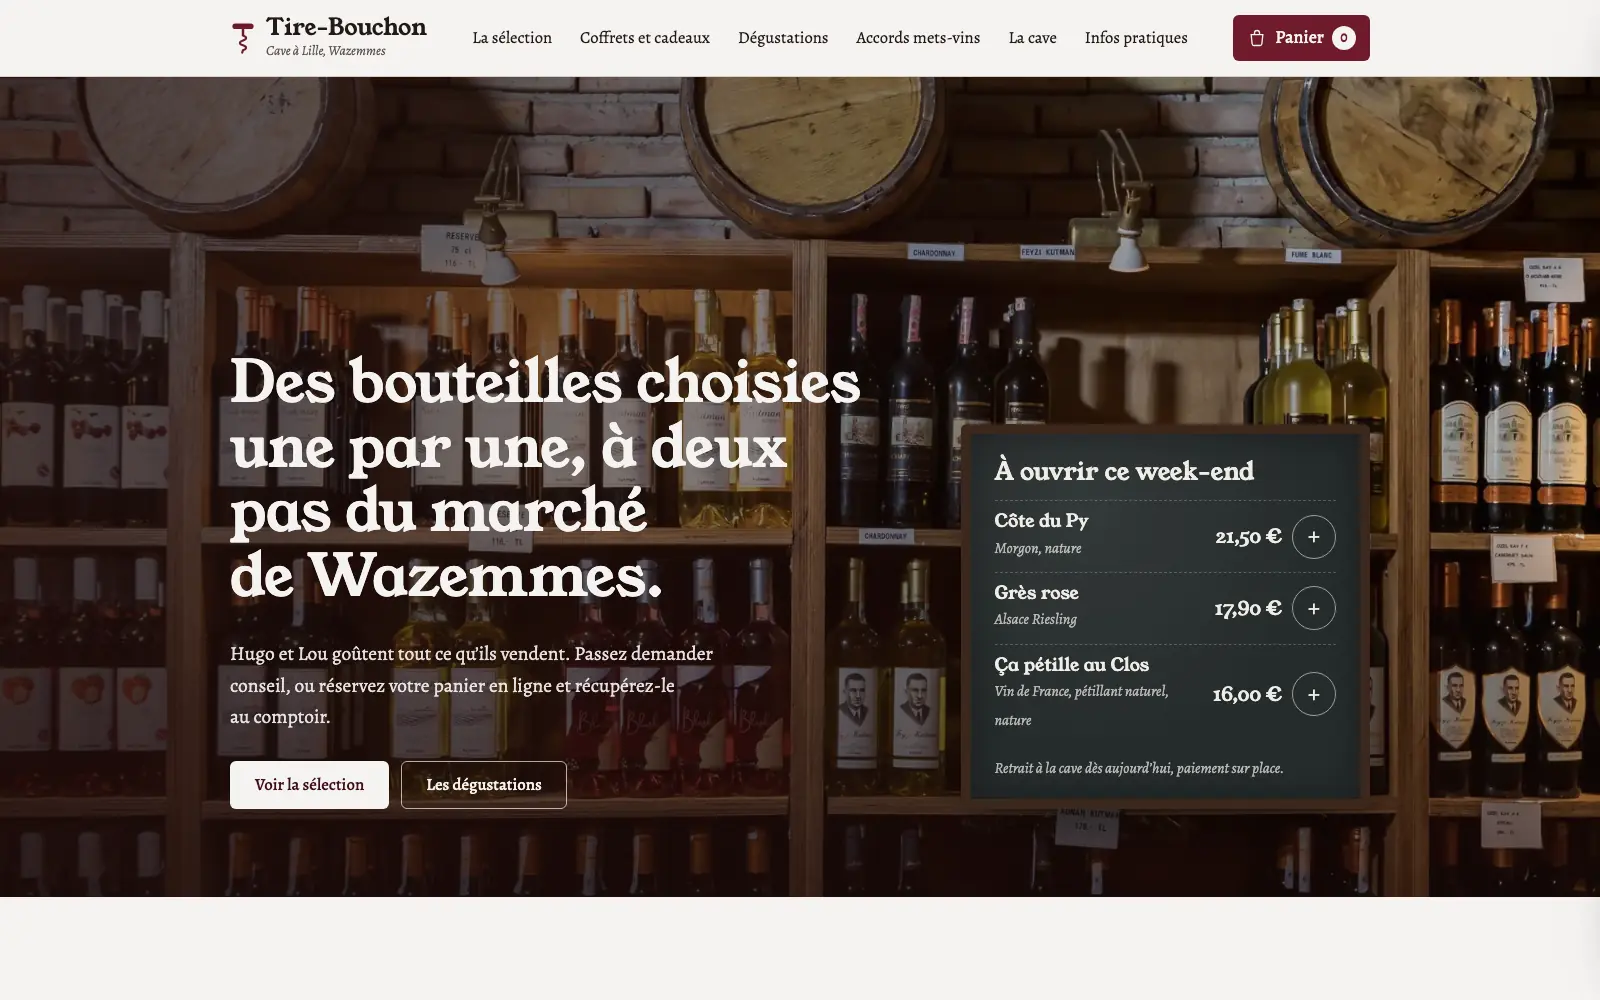 Tire-Bouchon
Cave à Lille, Wazemmes
La sélection
Coffrets et cadeaux
Dégustations
Accords mets-vins
La cave
Infos pratiques
Panier 0
RESERVE
CHARDONNAY
FEYZI KUTMAN
FUME BLANC
Des bouteilles choisies
une par une, à deux
pas du marché
de Wazemmes.
CHARDONNAY
Hugo et Lou goûtent tout ce qu'ils vendent. Passez demander
conseil, ou réservez votre panier en ligne et récupérez-le
au comptoir.
Voir la sélection
Les dégustations
À ouvrir ce week-end
Côte du Py
Morgon, nature
21,50 €
+
Grès rose
Alsace Riesling
17,90 €
+
Ça pétille au Clos
Vin de France, pétillant naturel,
nature
16,00 €
+
Retrait à la cave dès aujourd'hui, paiement sur place.